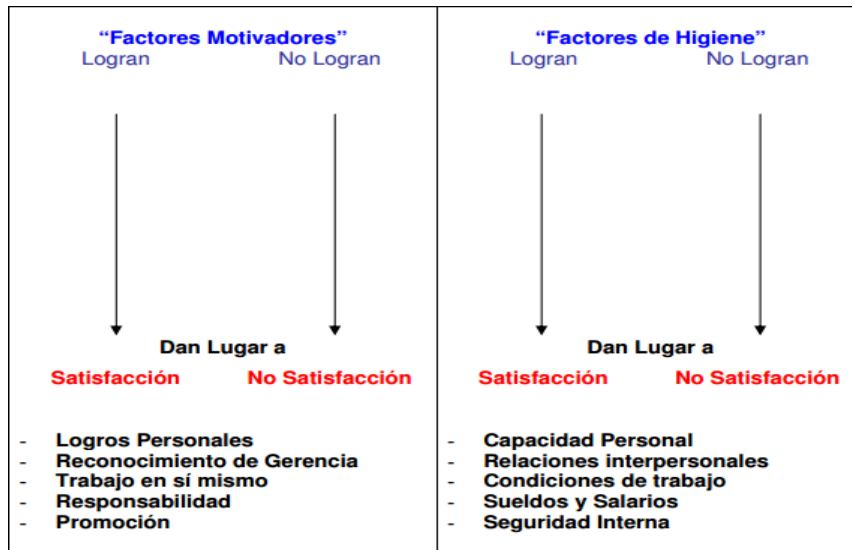 “Factores Motivadores”
Logran No Logran
Dan Lugar a
Satisfacción No Satisfacción
- Logros Personales
- Reconocimiento de Gerencia
- Trabajo en sí mismo
- Responsabilidad
- Promoción
“Factores de Higiene”
Logran No Logran
Dan Lugar a
Satisfacción No Satisfacción
- Capacidad Personal
- Relaciones interpersonales
- Condiciones de trabajo
- Sueldos y Salarios
- Seguridad Interna